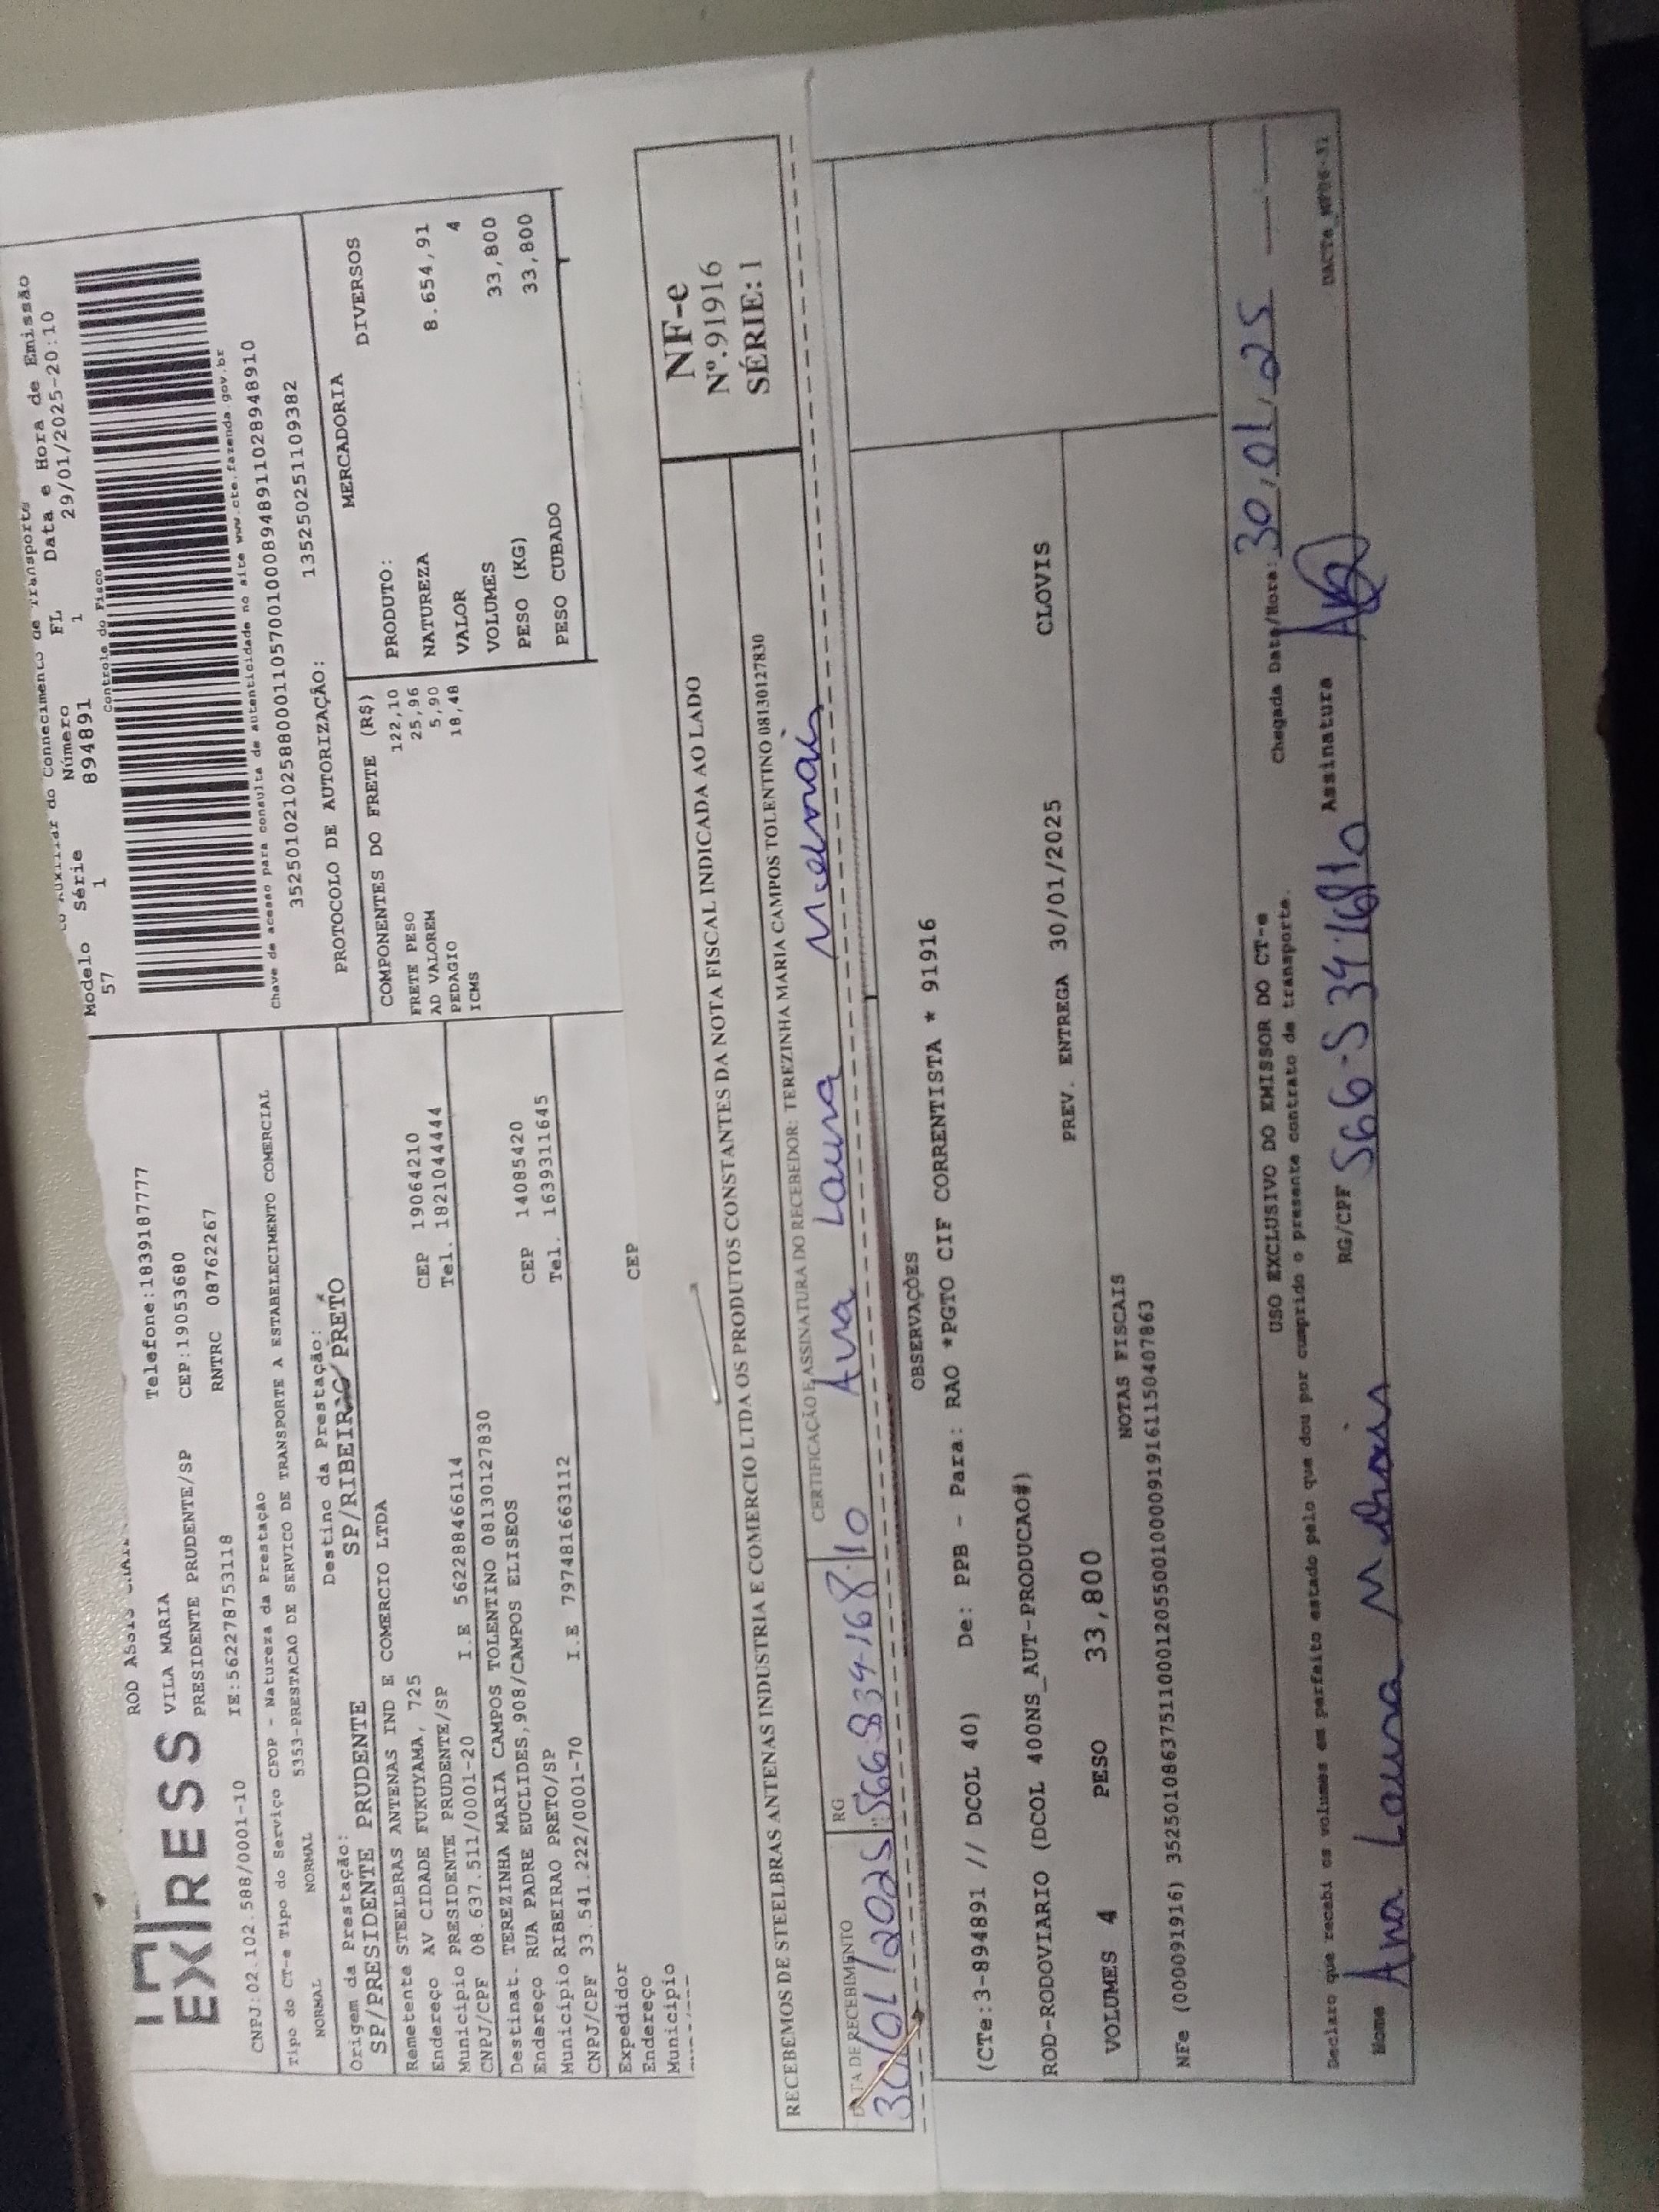 Modelo Série Número FL Data e Hora de Emissão
57 1 894891 1 29/01/2025-20:10
Controle do Fisco
Chave de acesso para consulta de autenticidade no site www.cte.fazenda.gov.br
35250102102588000110570010008948911028948910
PROTOCOLO DE AUTORIZAÇÃO: 135250251109382
EXPRESS
ROD ASSIS
VILA MARIA Telefone:1839187777
PRESIDENTE PRUDENTE/SP CEP:19053680
CNPJ:02.102.588/0001-10 IE:562278753118 RNTRC 08762267
Tipo do CT-e Tipo do Serviço CFOP - Natureza da Prestação
NORMAL NORMAL 5353-PRESTACAO DE SERVICO DE TRANSPORTE A ESTABELECIMENTO COMERCIAL
Origem da Prestação: Destino da Prestação:
SP/PRESIDENTE PRUDENTE SP/RIBEIRAO PRETO
Remetente STEELBRAS ANTENAS IND E COMERCIO LTDA
Endereço AV CIDADE FUKUYAMA, 725 CEP 19064210
Município PRESIDENTE PRUDENTE/SP Tel. 182104444
CNPJ/CPF 08.637.511/0001-20 I.E 562288466114
Destinat. TEREZINHA MARIA CAMPOS TOLENTINO 08130127830
Endereço RUA PADRE EUCLIDES,908/CAMPOS ELISEOS CEP 14085420
Município RIBEIRAO PRETO/SP Tel. 1639311645
CNPJ/CPF 33.541.222/0001-70 I.E 797481663112
Expedidor
Endereço CEP
Município
COMPONENTES DO FRETE (R$)
FRETE PESO 122,10
AD VALOREM 25,96
PEDAGIO 5,90
ICMS 18,48
MERCADORIA
PRODUTO: DIVERSOS
NATUREZA
VALOR 8.654,91
VOLUMES 4
PESO (KG) 33,800
PESO CUBADO 33,800
RECEBEMOS DE STEELBRAS ANTENAS INDUSTRIA E COMERCIO LTDA OS PRODUTOS CONSTANTES DA NOTA FISCAL INDICADA AO LADO
NF-e
Nº.91916
SÉRIE: 1
DATA DE RECEBIMENTO RG CERTIFICAÇÃO E ASSINATURA DO RECEBEDOR: TEREZINHA MARIA CAMPOS TOLENTINO 08130127830
30/01/2025 566.834-168-10 Ana Laura Medrais
OBSERVAÇÕES
(CTe:3-894891 // DCOL 40) De: PPB - Para: RAO *PGTO CIF CORRENTISTA * 91916
ROD-RODOVIARIO (DCOL 400NS_AUT-PRODUCAO#)
PREV. ENTREGA 30/01/2025 CLOVIS
VOLUMES 4 PESO 33,800
NOTAS FISCAIS
NFe (000091916) 35250108637511000120550010000919161150407863
USO EXCLUSIVO DO EMISSOR DO CT-e
Chegada Data/Hora: 30,01,25
Declaro que recebi os volumes em perfeito estado pelo que dou por cumprido o presente contrato de transporte.
Nome Ana Laura Medrais RG/CPF Assinatura